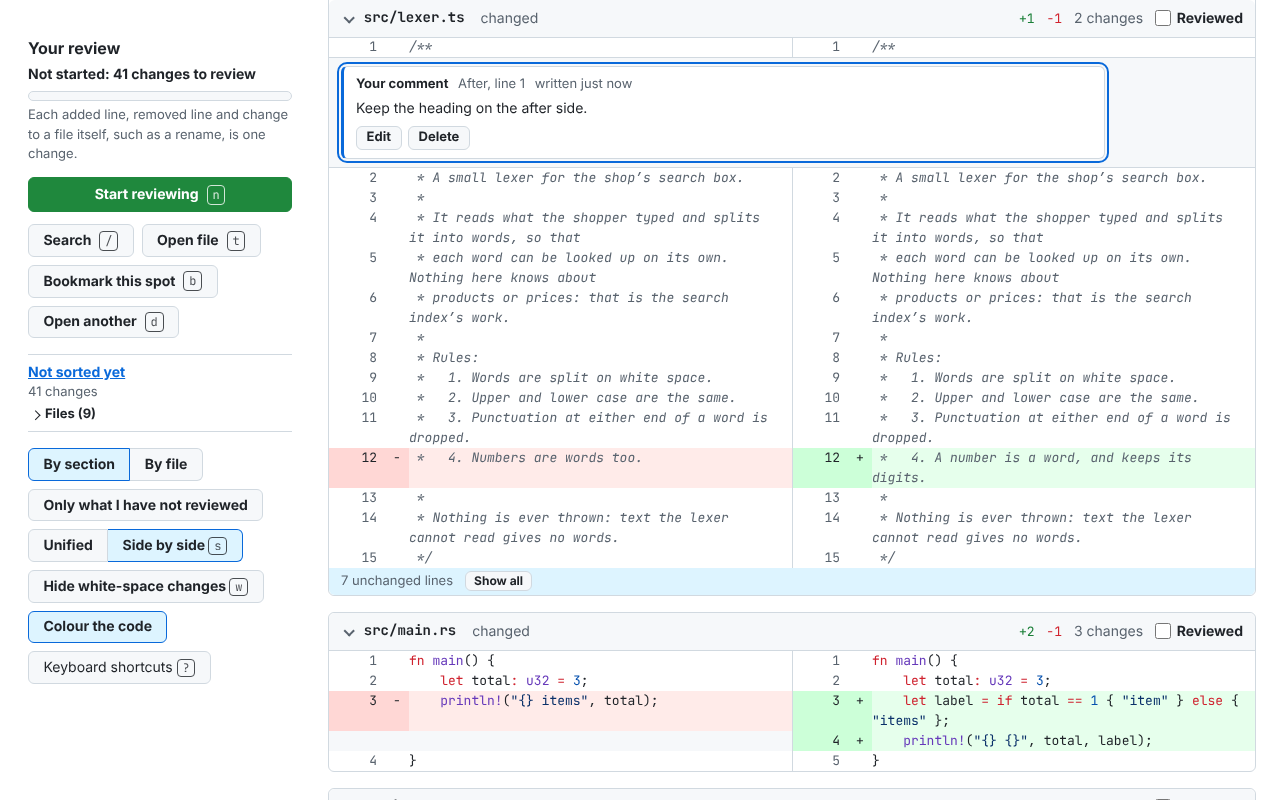 Your review
Not started: 41 changes to review
Each added line, removed line and change
to a file itself, such as a rename, is one
change.
Start reviewing n
Search /
Open file t
Bookmark this spot b
Open another d
Not sorted yet
41 changes
Files (9)
By section
By file
Only what I have not reviewed
Unified
Side by side s
Hide white-space changes w
Colour the code
Keyboard shortcuts ?
src/lexer.ts changed +1 -1 2 changes Reviewed
1 /** 1 /**
Your comment After, line 1 written just now
Keep the heading on the after side.
Edit Delete
2 * A small lexer for the shop’s search box. 2 * A small lexer for the shop’s search box.
3 * 3 *
4 * It reads what the shopper typed and splits 4 * It reads what the shopper typed and splits
it into words, so that it into words, so that
5 * each word can be looked up on its own. 5 * each word can be looked up on its own.
Nothing here knows about Nothing here knows about
6 * products or prices: that is the search 6 * products or prices: that is the search
index’s work. index’s work.
7 * 7 *
8 * Rules: 8 * Rules:
9 * 1. Words are split on white space. 9 * 1. Words are split on white space.
10 * 2. Upper and lower case are the same. 10 * 2. Upper and lower case are the same.
11 * 3. Punctuation at either end of a word is 11 * 3. Punctuation at either end of a word is
dropped. dropped.
12 - * 4. Numbers are words too. 12 + * 4. A number is a word, and keeps its
digits.
13 * 13 *
14 * Nothing is ever thrown: text the lexer 14 * Nothing is ever thrown: text the lexer
cannot read gives no words. cannot read gives no words.
15 */ 15 */
7 unchanged lines Show all
src/main.rs changed +2 -1 3 changes Reviewed
1 fn main() { 1 fn main() {
2 let total: u32 = 3; 2 let total: u32 = 3;
3 - println!("{} items", total); 3 + let label = if total == 1 { "item" } else {
"items" };
4 + println!("{} {}", total, label);
4 } 5 }